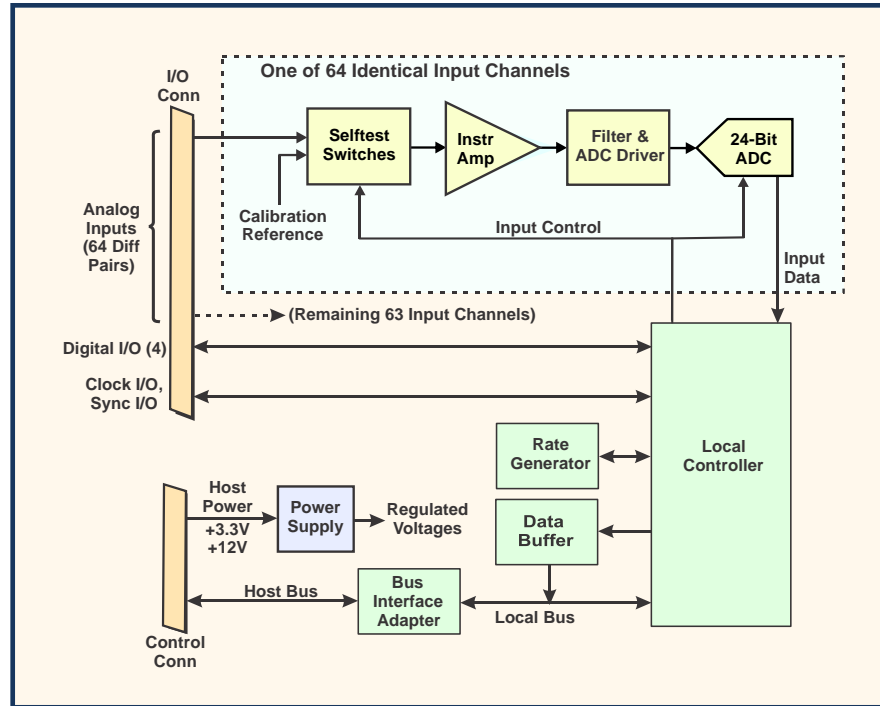 One of 64 Identical Input Channels
I/O
Conn
Selftest
Switches
Instr
Amp
Filter &
ADC Driver
24-Bit
ADC
Calibration
Reference
Input Control
Analog
Inputs
(64 Diff
Pairs)
Input
Data
(Remaining 63 Input Channels)
Digital I/O (4)
Clock I/O,
Sync I/O
Rate
Generator
Local
Controller
Host
Power
+3.3V
+12V
Power
Supply
Regulated
Voltages
Data
Buffer
Host Bus
Bus
Interface
Adapter
Local Bus
Control
Conn